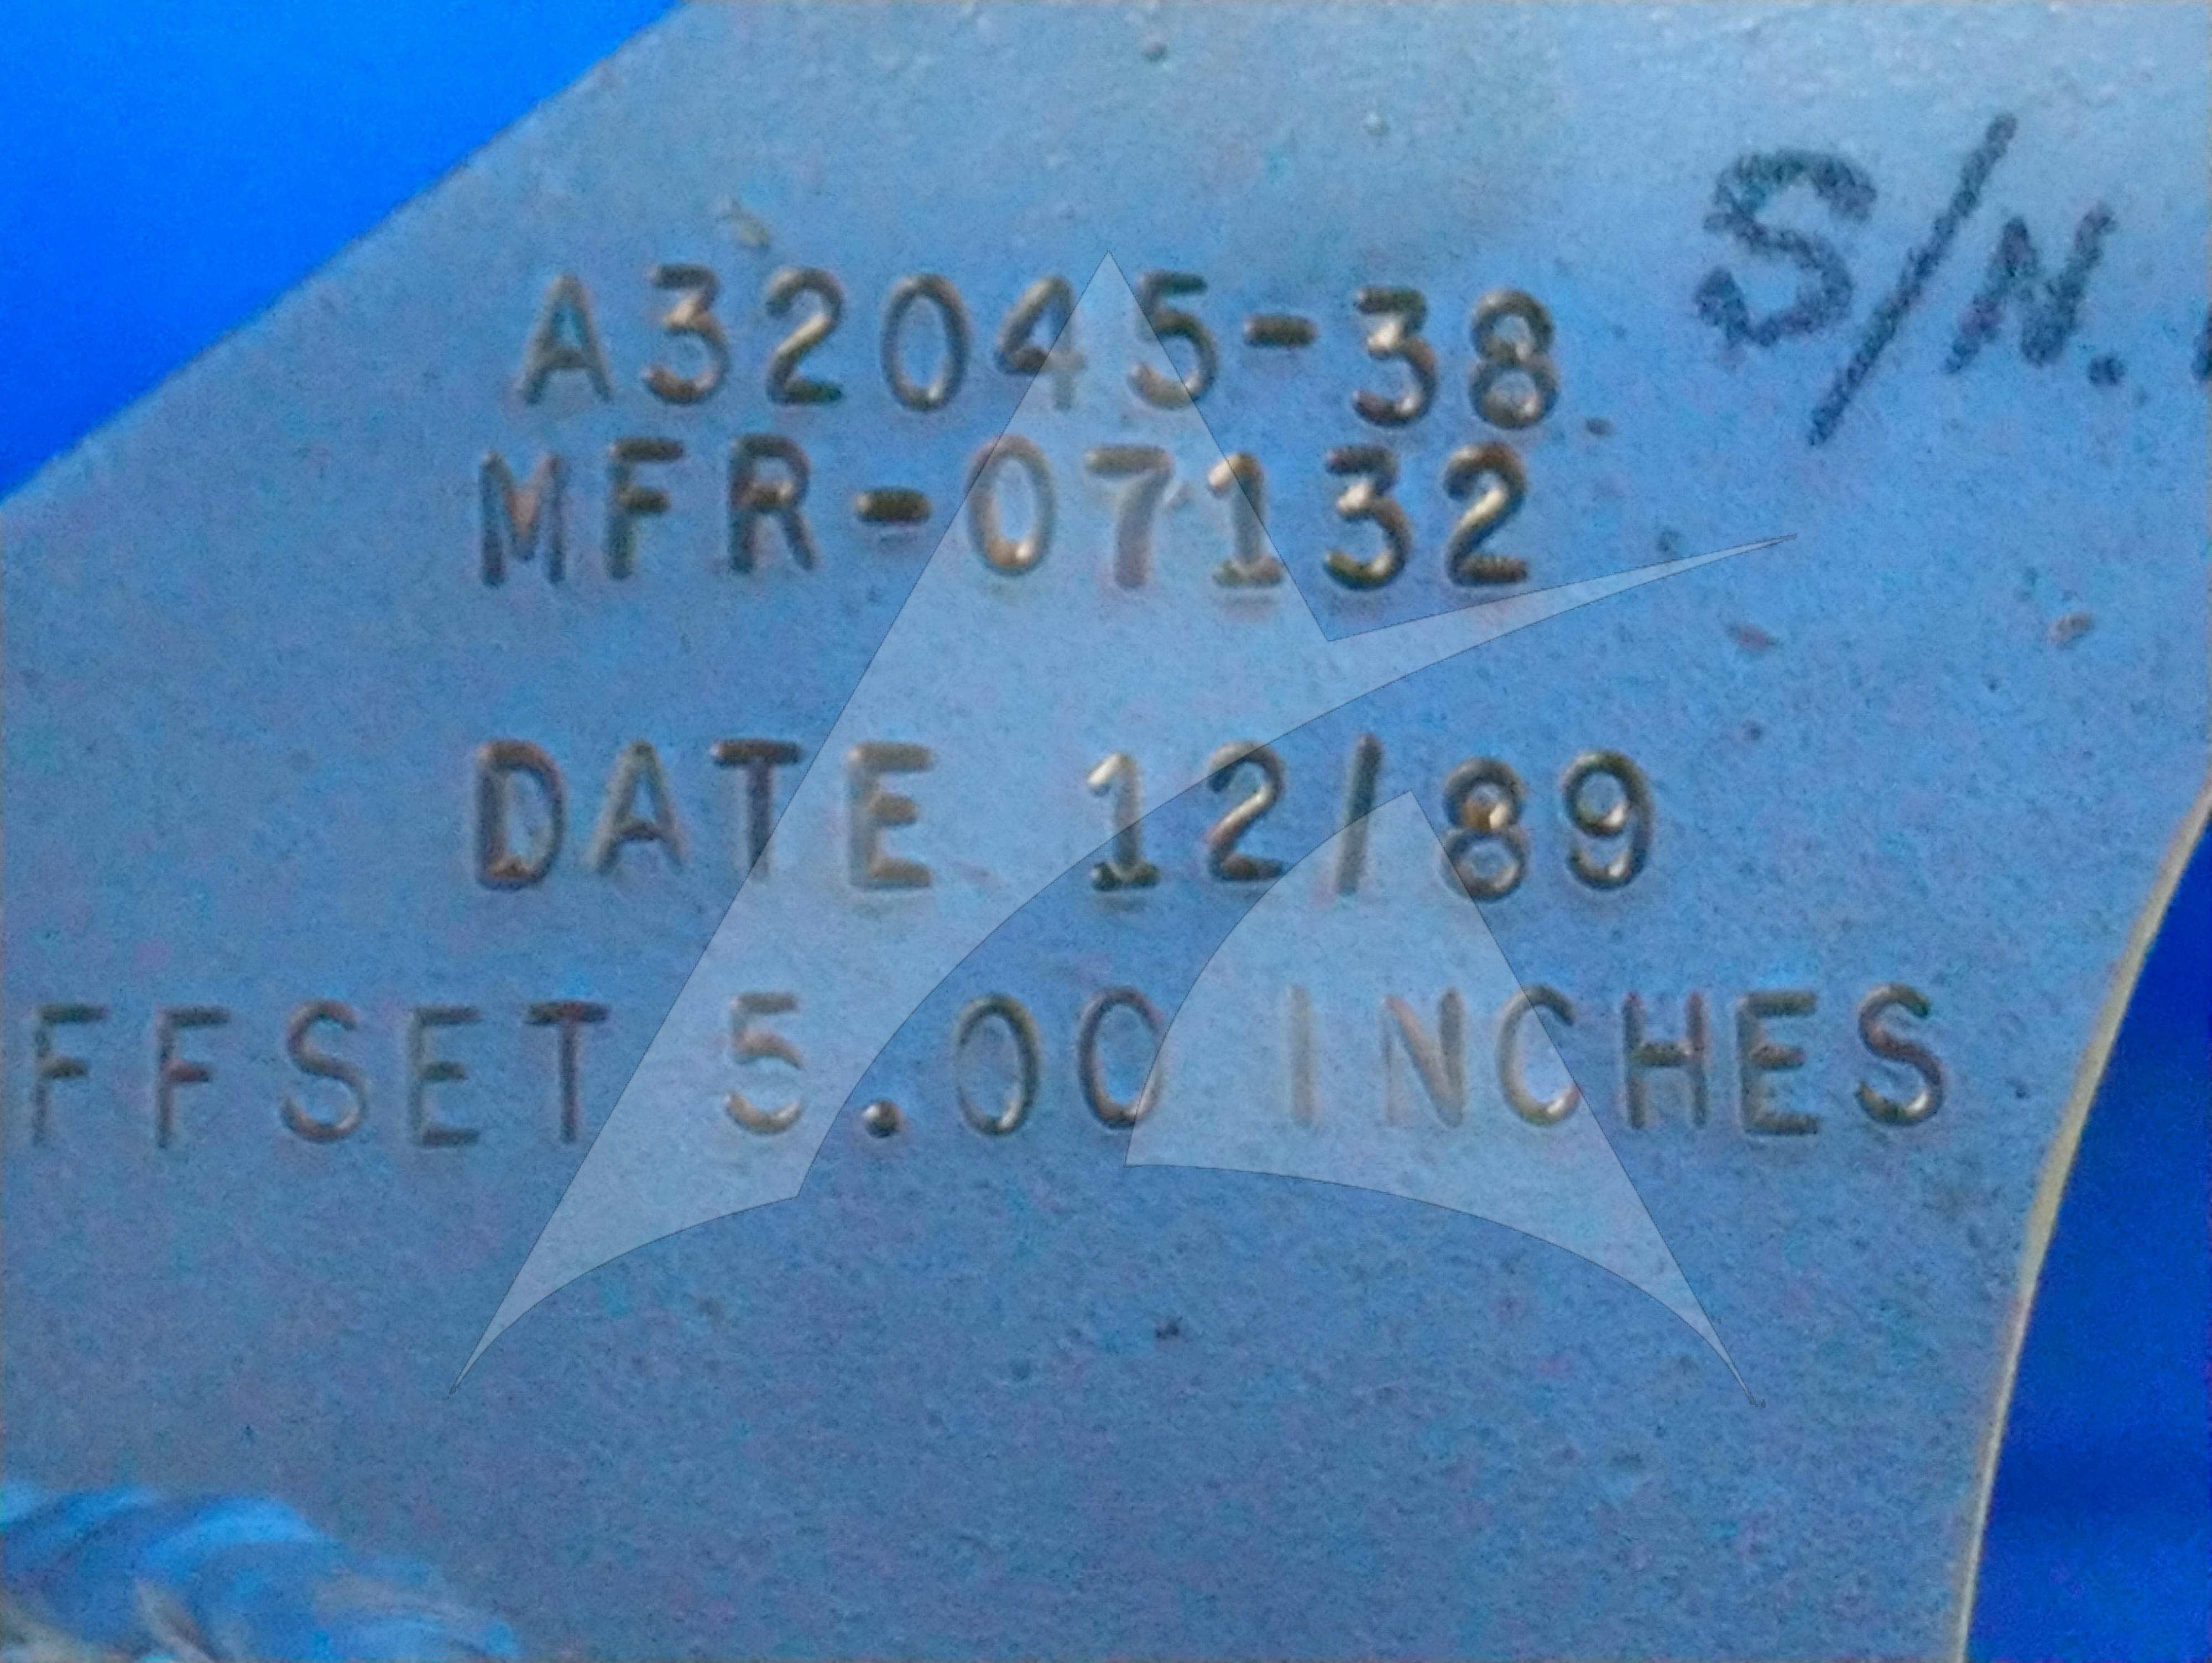 A32045-38 S/N.
MFR-07132
DATE 12/89
FFSET 5.00 INCHES